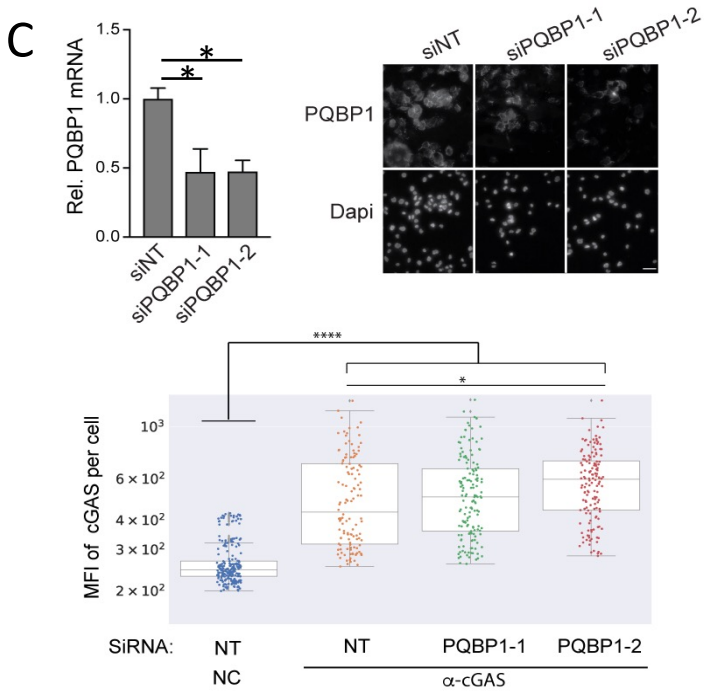 C
Rel. PQBP1 mRNA
1.5
1.0
0.5
0.0
*
*
siNT
siPQBP1-1
siPQBP1-2
siNT
siPQBP1-1
siPQBP1-2
PQBP1
Dapi
****
*
MFI of cGAS per cell
10³
6 × 10²
4 × 10²
3 × 10²
2 × 10²
SiRNA: NT NT PQBP1-1 PQBP1-2
NC α-cGAS